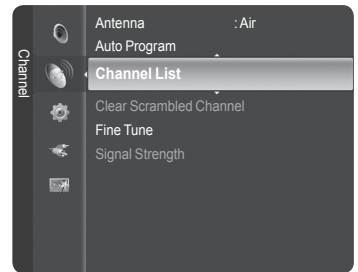 Channel
Antenna : Air
Auto Program
Channel List
Clear Scrambled Channel
Fine Tune
Signal Strength